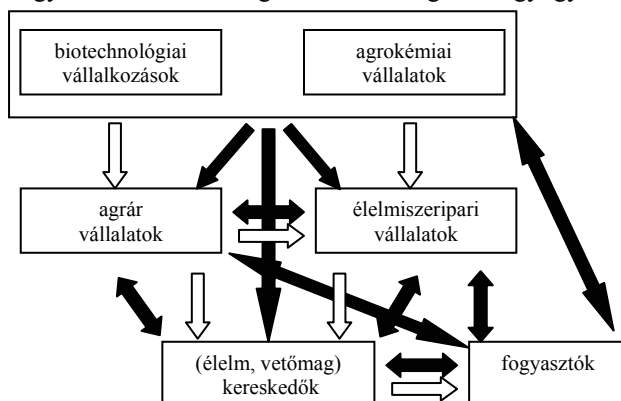 biotechnológiai
vállalkozások
agrokémiai
vállalatok
agrár
vállalatok
élelmiszeripari
vállalatok
(élelm, vetőmag)
kereskedők
fogyasztók